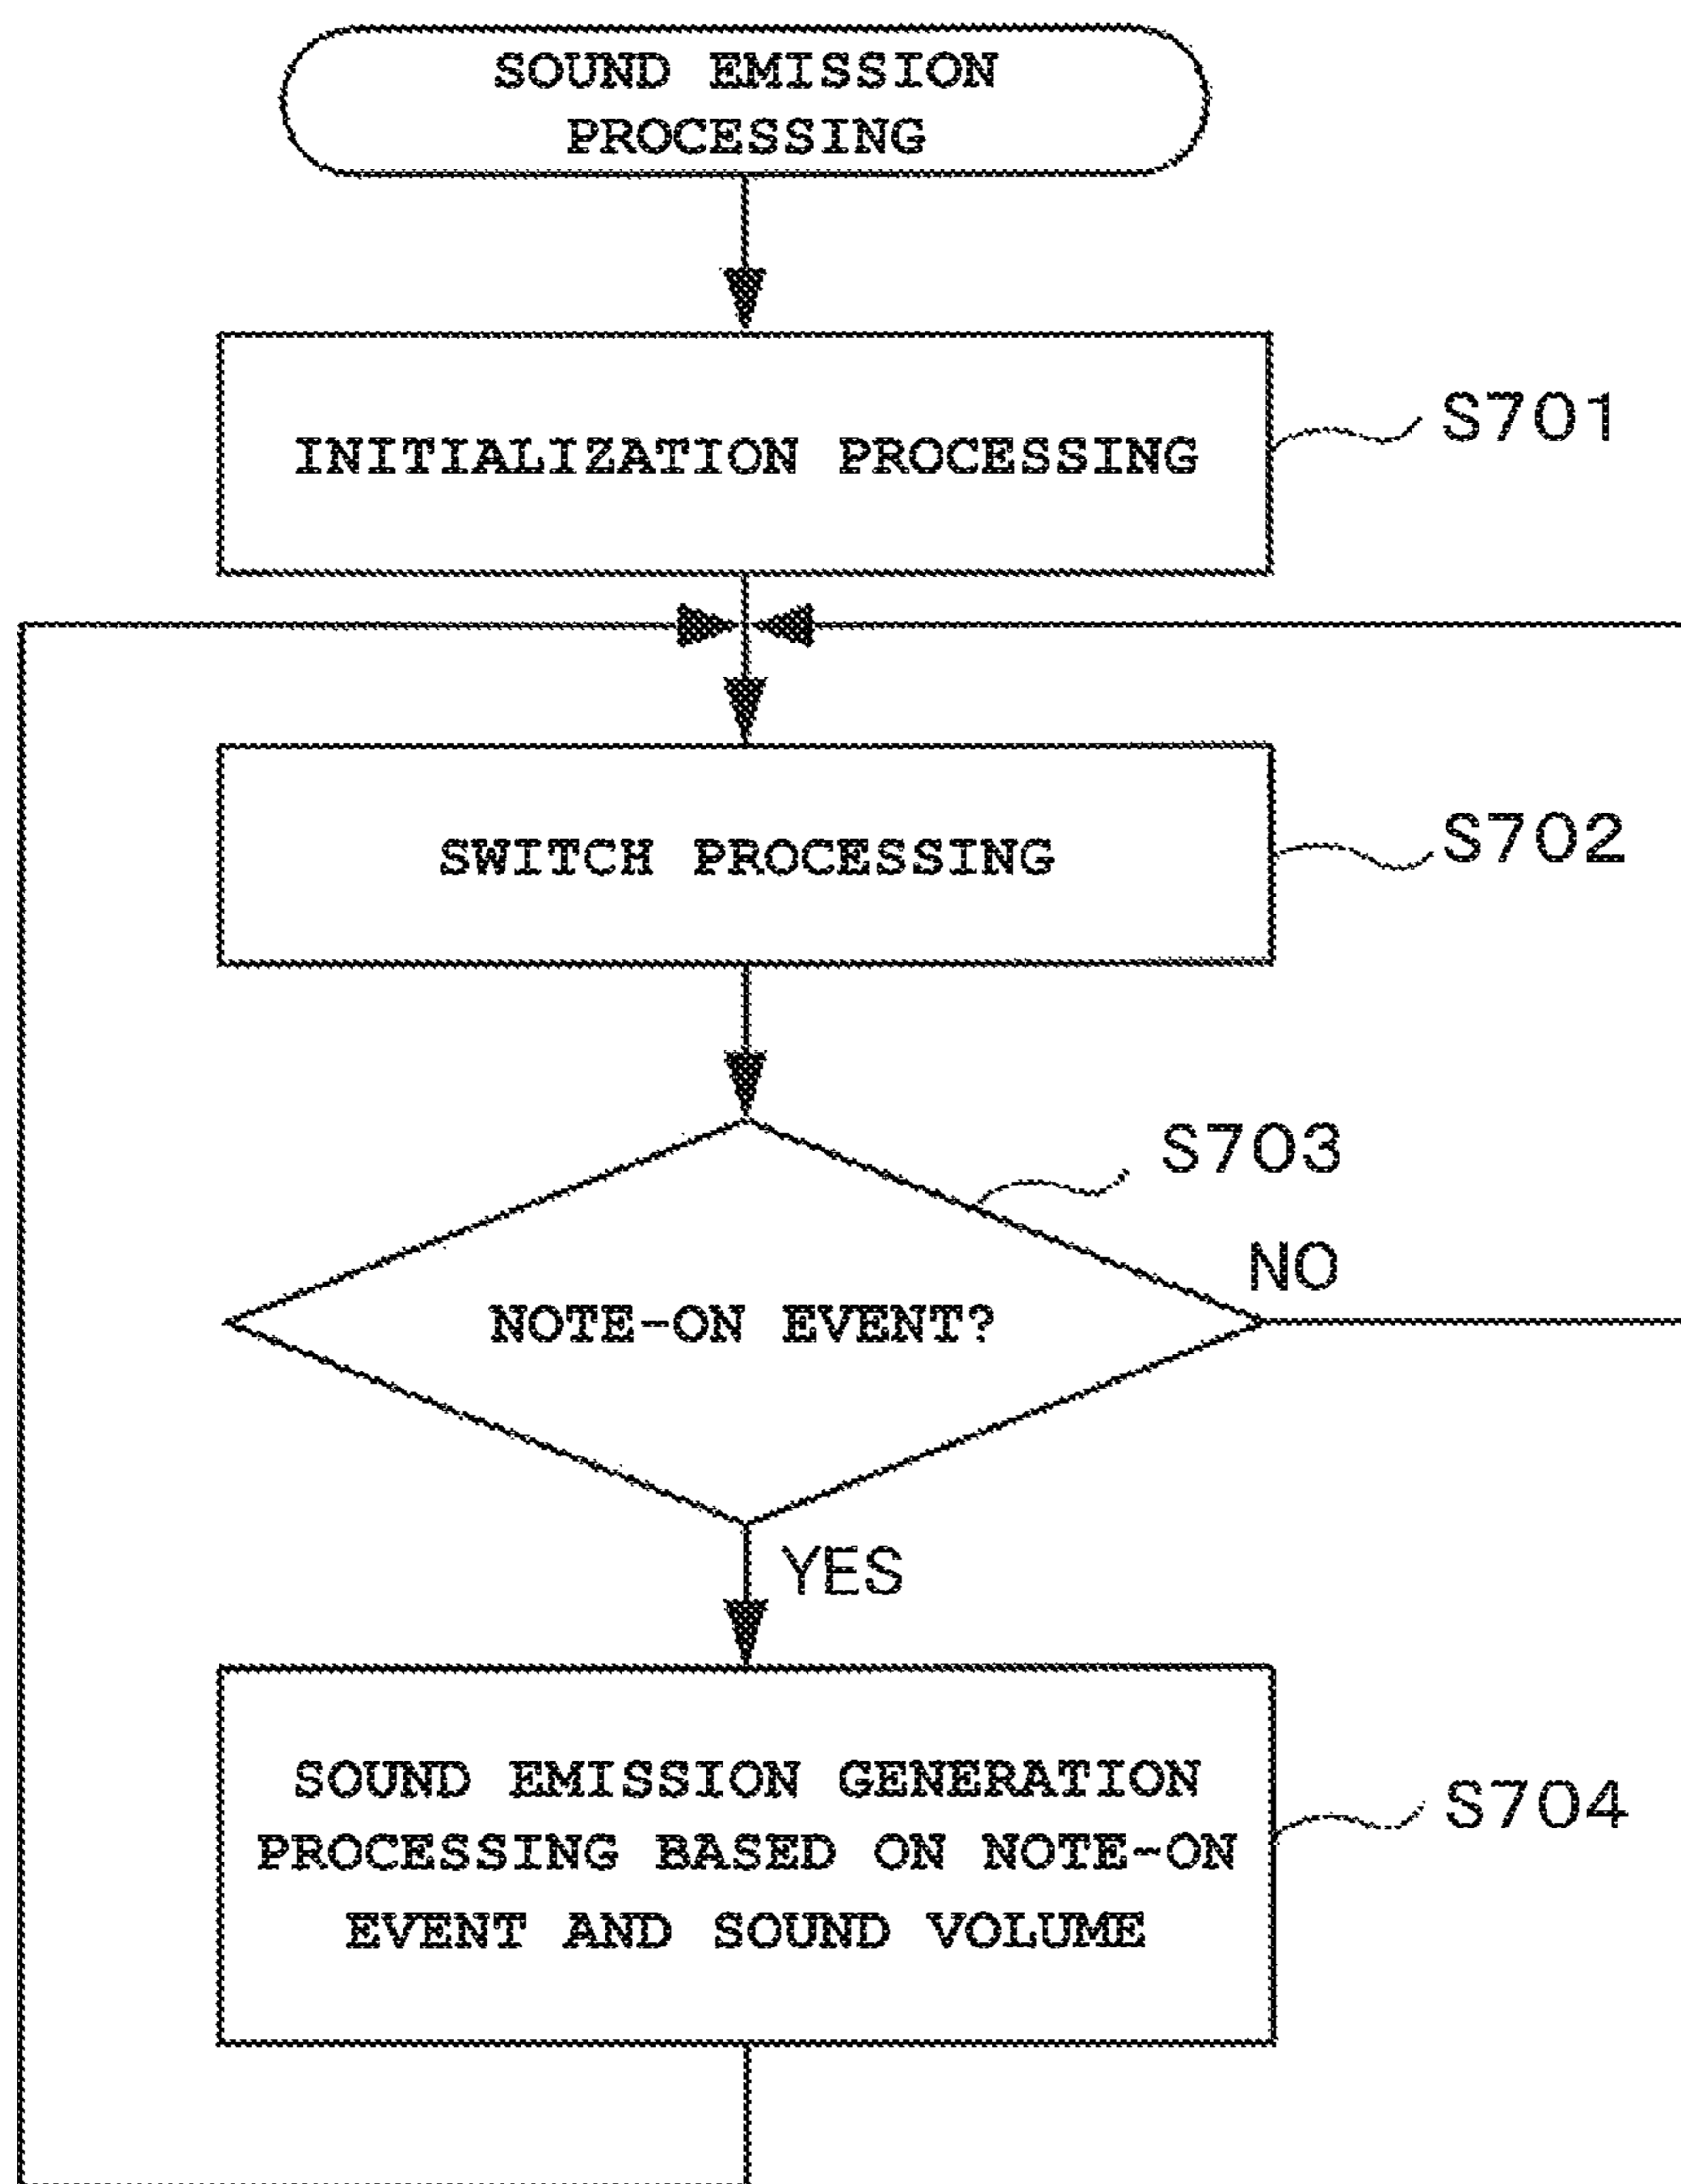 SOUND EMISSION
PROCESSING
INITIALIZATION PROCESSING
S701
SWITCH PROCESSING
S702
S703
NO
NOTE-ON EVENT?
YES
SOUND EMISSION GENERATION
PROCESSING BASED ON NOTE-ON
EVENT AND SOUND VOLUME
S704